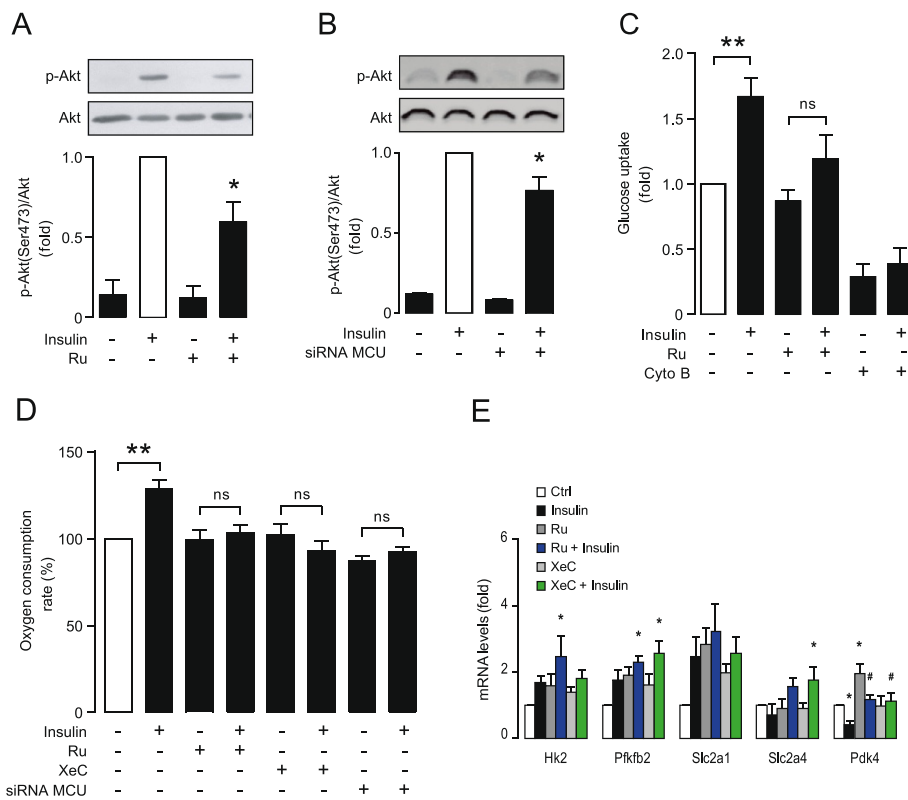 A
p-Akt
Akt
p-Akt(Ser473)/Akt
(fold)
1.0
0.5
0
*
Insulin - + - +
Ru - - + +
B
p-Akt
Akt
p-Akt(Ser473)/Akt
(fold)
1.0
0.5
0
*
Insulin - + - +
siRNA MCU - - + +
C
Glucose uptake
(fold)
2.0
1.5
1.0
0.5
0
**
ns
Insulin - + - + - +
Ru - - + + - -
Cyto B - - - - + +
D
Oxygen consumption
rate (%)
150
100
50
0
**
ns
ns
ns
Insulin - + - + - + - +
Ru - - + + - - - -
XeC - - - - + + - -
siRNA MCU - - - - - - + +
E
Ctrl
Insulin
Ru
Ru + Insulin
XeC
XeC + Insulin
mRNA levels (fold)
6
4
2
0
* * * * * * # #
Hk2 Pfkfb2 Slc2a1 Slc2a4 Pdk4